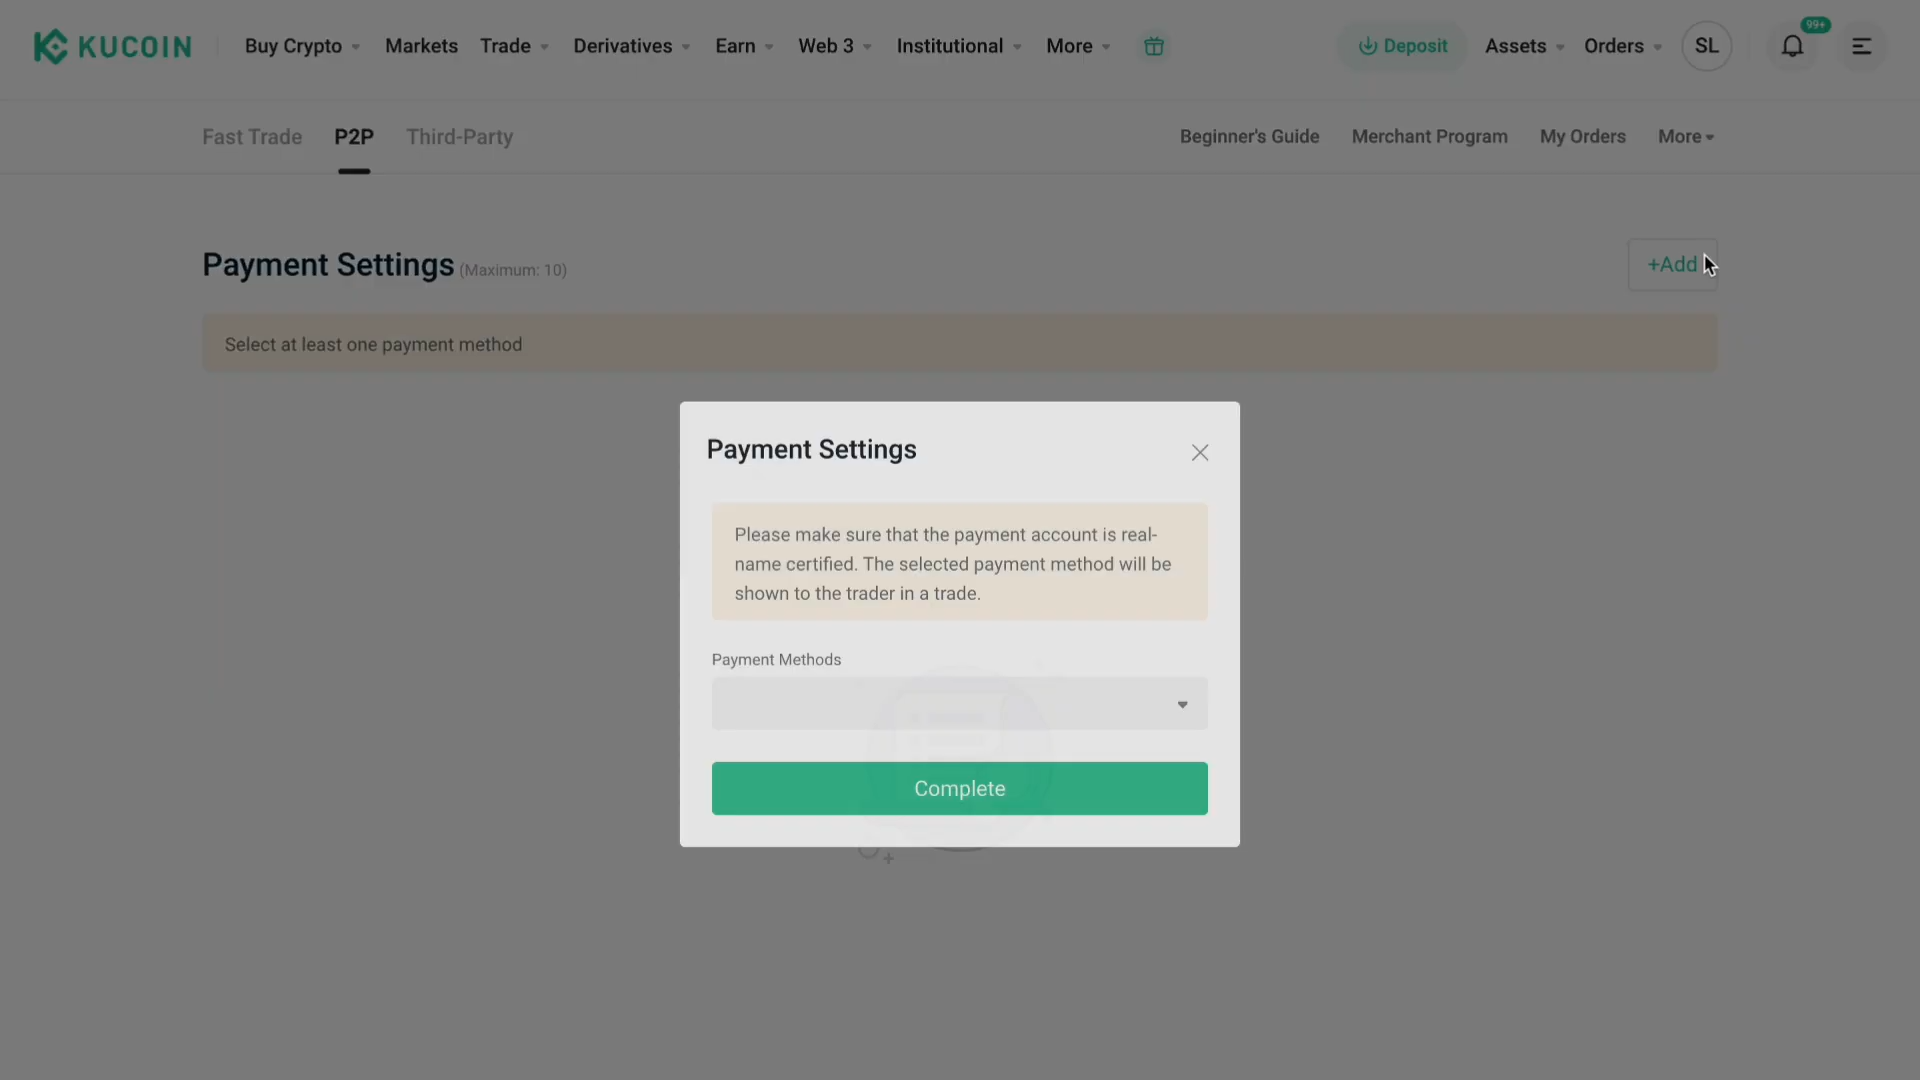 KUCOIN
Buy Crypto
Markets
Trade
Derivatives
Earn
Web 3
Institutional
More
Deposit
Assets
Orders
SL
99+
Fast Trade
P2P
Third-Party
Beginner's Guide
Merchant Program
My Orders
More
Payment Settings (Maximum: 10)
+Add
Select at least one payment method
Payment Settings
Please make sure that the payment account is real-
name certified. The selected payment method will be
shown to the trader in a trade.
Payment Methods
Complete